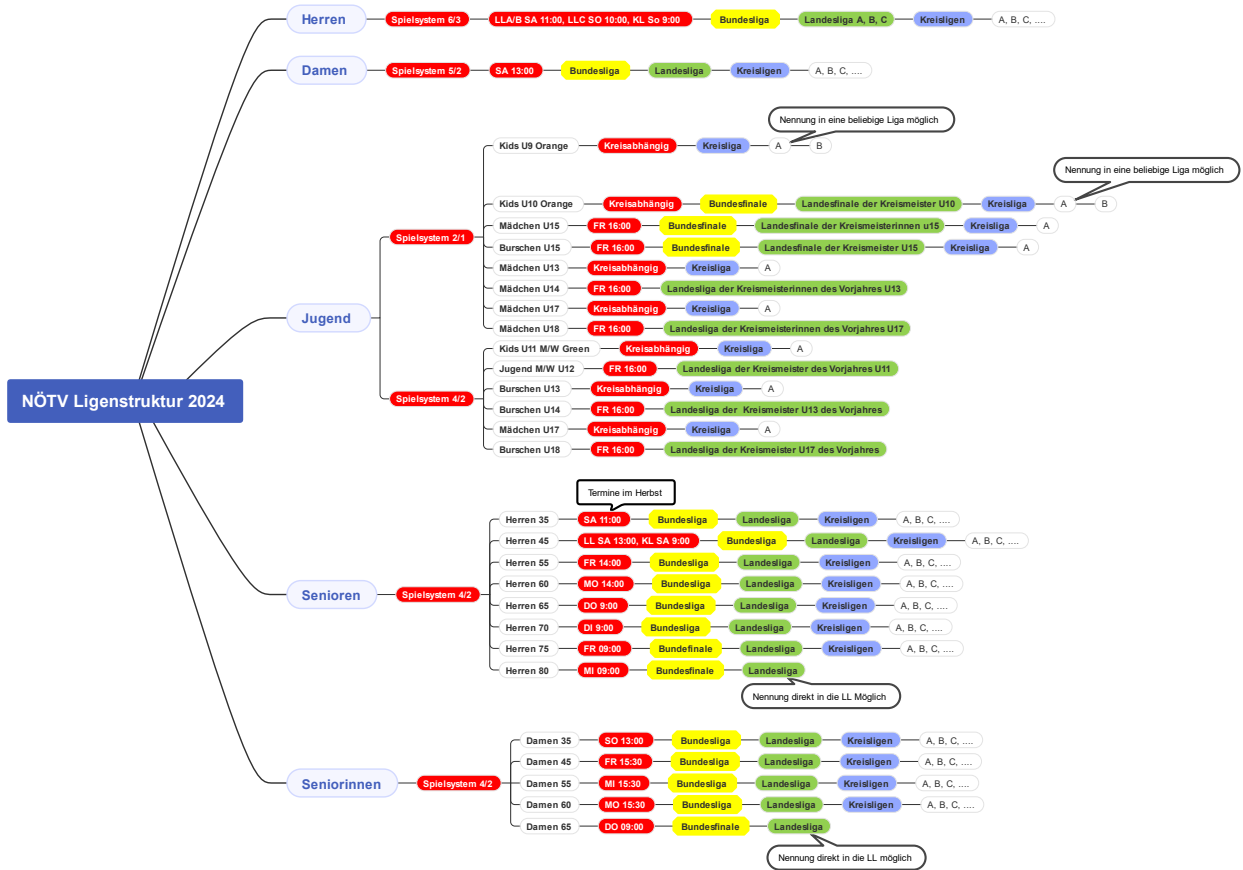 Herren Spielsystem 6/3 LLA/B SA 11:00, LLC SO 10:00, KL So 9:00 Bundesliga Landesliga A, B, C Kreisligen A, B, C, ....
Damen Spielsystem 5/2 SA 13:00 Bundesliga Landesliga Kreisligen A, B, C, ....
Nennung in eine beliebige Liga möglich
Kids U9 Orange Kreisabhängig Kreisliga A B
Nennung in eine beliebige Liga möglich
Kids U10 Orange Kreisabhängig Bundesfinale Landesfinale der Kreismeister U10 Kreisliga A B
Mädchen U15 FR 16:00 Bundesfinale Landesfinale der Kreismeisterinnen u15 Kreisliga A
Spielsystem 2/1
Burschen U15 FR 16:00 Bundesfinale Landesfinale der Kreismeister U15 Kreisliga A
Mädchen U13 Kreisabhängig Kreisliga A
Mädchen U14 FR 16:00 Landesliga der Kreismeisterinnen des Vorjahres U13
Mädchen U17 Kreisabhängig Kreisliga A
Jugend
Mädchen U18 FR 16:00 Landesliga der Kreismeisterinnen des Vorjahres U17
Kids U11 M/W Green Kreisabhängig Kreisliga A
Jugend M/W U12 FR 16:00 Landesliga der Kreismeister des Vorjahres U11
Burschen U13 Kreisabhängig Kreisliga A
NÖTV Ligenstruktur 2024
Spielsystem 4/2
Burschen U14 FR 16:00 Landesliga der Kreismeister U13 des Vorjahres
Mädchen U17 Kreisabhängig Kreisliga A
Burschen U18 FR 16:00 Landesliga der Kreismeister U17 des Vorjahres
Termine im Herbst
Herren 35 SA 11:00 Bundesliga Landesliga Kreisligen A, B, C, ....
Herren 45 LL SA 13:00, KL SA 9:00 Bundesliga Landesliga Kreisligen A, B, C, ....
Herren 55 FR 14:00 Bundesliga Landesliga Kreisligen A, B, C, ....
Herren 60 MO 14:00 Bundesliga Landesliga Kreisligen A, B, C, ....
Senioren Spielsystem 4/2
Herren 65 DO 9:00 Bundesliga Landesliga Kreisligen A, B, C, ....
Herren 70 DI 9:00 Bundesliga Landesliga Kreisligen A, B, C, ....
Herren 75 FR 09:00 Bundefinale Landesliga Kreisligen A, B, C, ....
Herren 80 MI 09:00 Bundesfinale Landesliga
Nennung direkt in die LL Möglich
Damen 35 SO 13:00 Bundesliga Landesliga Kreisligen A, B, C, ....
Damen 45 FR 15:30 Bundesliga Landesliga Kreisligen A, B, C, ....
Seniorinnen Spielsystem 4/2
Damen 55 MI 15:30 Bundesliga Landesliga Kreisligen A, B, C, ....
Damen 60 MO 15:30 Bundesliga Landesliga Kreisligen A, B, C, ....
Damen 65 DO 09:00 Bundesfinale Landesliga
Nennung direkt in die LL möglich